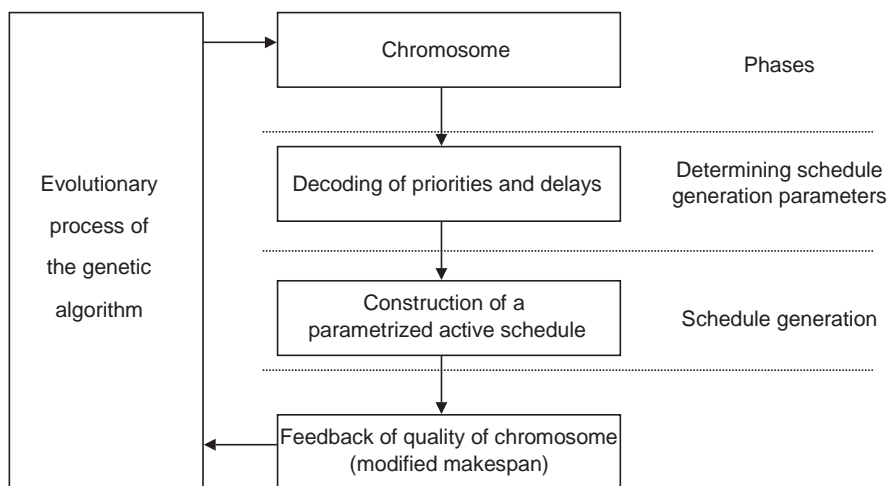 Evolutionary
process of
the genetic
algorithm
Chromosome
Phases
Decoding of priorities and delays
Determining schedule
generation parameters
Construction of a
parametrized active schedule
Schedule generation
Feedback of quality of chromosome
(modified makespan)